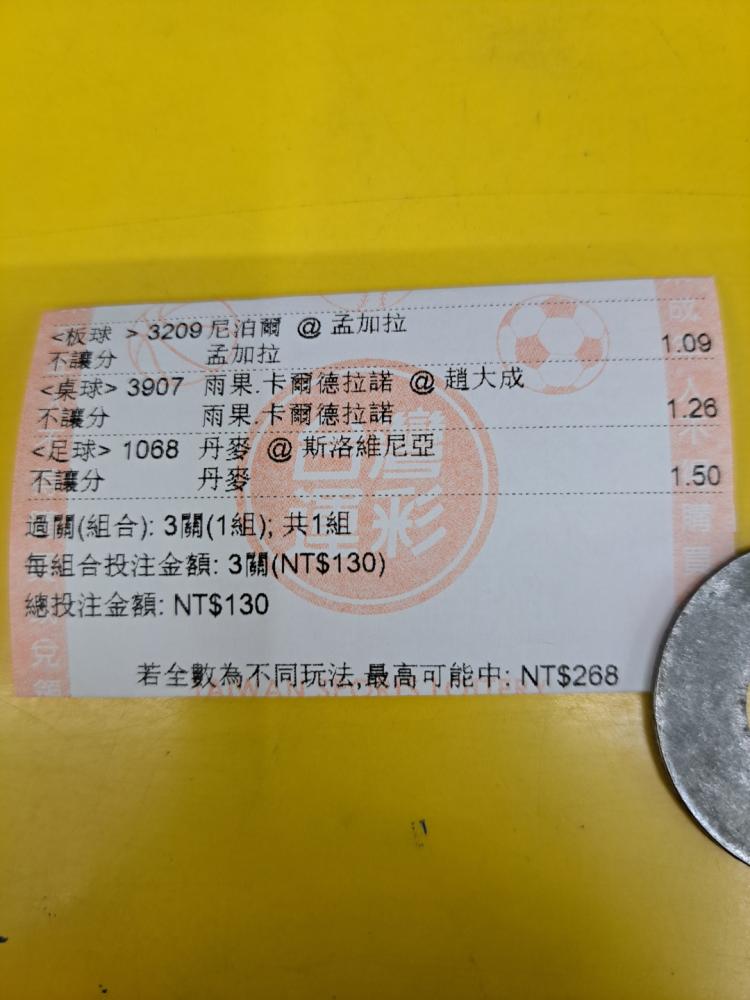 <板球 > 3209 尼泊爾 @ 孟加拉
不讓分 孟加拉 1.09
<桌球> 3907 雨果.卡爾德拉諾 @ 趙大成
不讓分 雨果.卡爾德拉諾 1.26
<足球> 1068 丹麥 @ 斯洛維尼亞
不讓分 丹麥 1.50
過關(組合): 3關(1組); 共1組
每組合投注金額: 3關(NT$130)
總投注金額: NT$130
若全數為不同玩法,最高可能中: NT$268
台灣
運彩